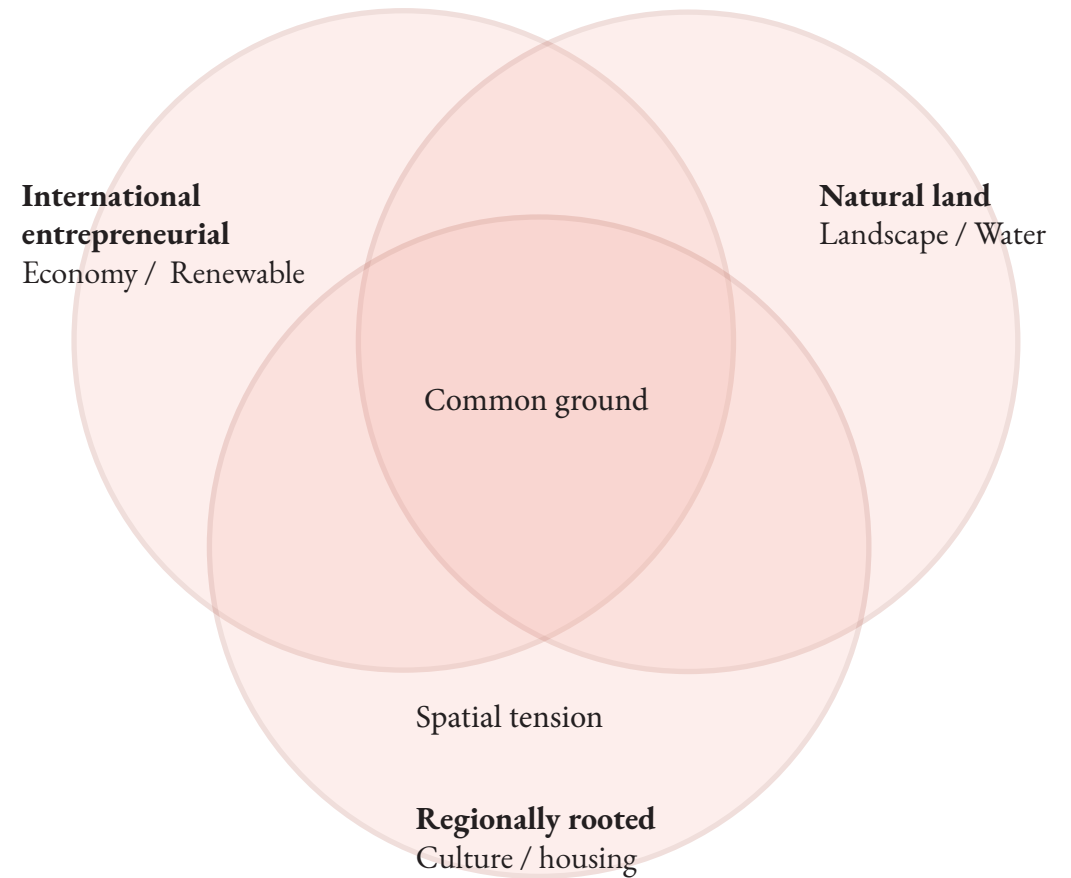 International
entrepreneurial
Economy /  Renewable
Natural land
Landscape / Water
Common ground
Spatial tension
Regionally rooted
Culture / housing